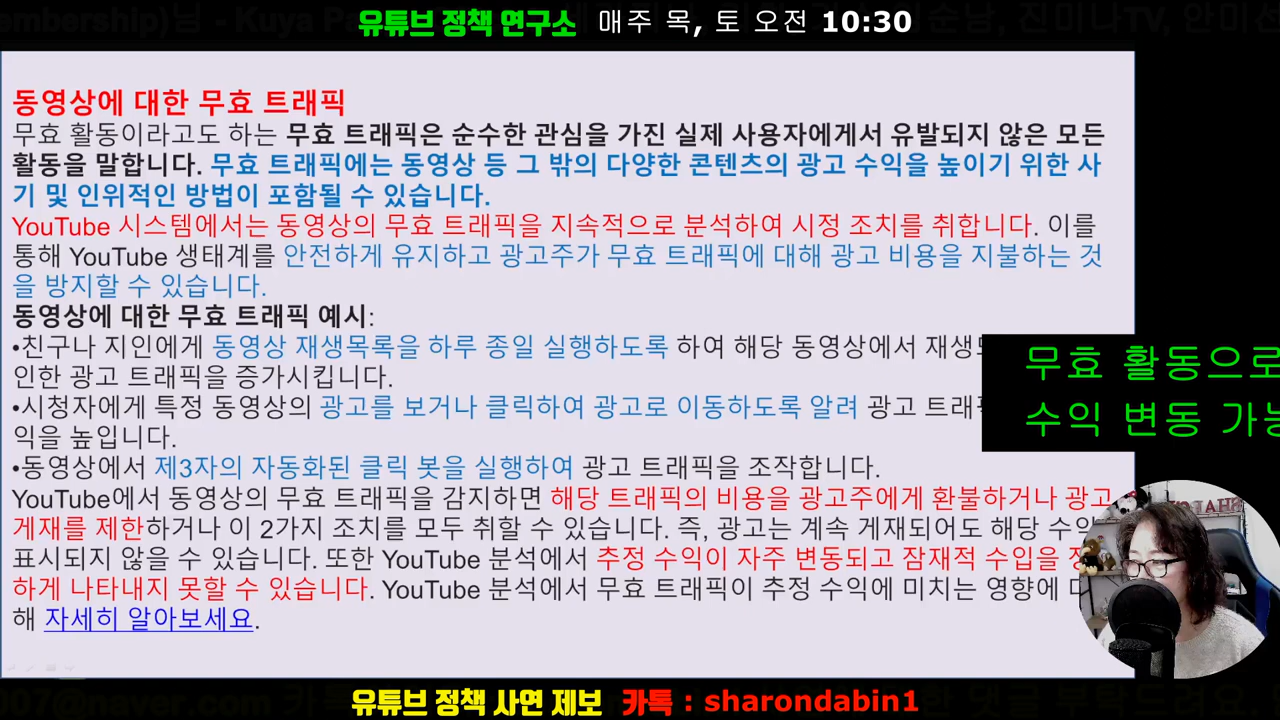 embership)님 - Kuya Pa
유튜브 정책 연구소 매주 목, 토 오전 10:30
동영상에 대한 무효 트래픽
무효 활동이라고도 하는 무효 트래픽은 순수한 관심을 가진 실제 사용자에게서 유발되지 않은 모든
활동을 말합니다. 무효 트래픽에는 동영상 등 그 밖의 다양한 콘텐츠의 광고 수익을 높이기 위한 사
기 및 인위적인 방법이 포함될 수 있습니다.
YouTube 시스템에서는 동영상의 무효 트래픽을 지속적으로 분석하여 시정 조치를 취합니다. 이를
통해 YouTube 생태계를 안전하게 유지하고 광고주가 무효 트래픽에 대해 광고 비용을 지불하는 것
을 방지할 수 있습니다.
동영상에 대한 무효 트래픽 예시:
•친구나 지인에게 동영상 재생목록을 하루 종일 실행하도록 하여 해당 동영상에서 재생
인한 광고 트래픽을 증가시킵니다.
•시청자에게 특정 동영상의 광고를 보거나 클릭하여 광고로 이동하도록 알려 광고 트래
익을 높입니다.
•동영상에서 제3자의 자동화된 클릭 봇을 실행하여 광고 트래픽을 조작합니다.
YouTube에서 동영상의 무효 트래픽을 감지하면 해당 트래픽의 비용을 광고주에게 환불하거나 광고
게재를 제한하거나 이 2가지 조치를 모두 취할 수 있습니다. 즉, 광고는 계속 게재되어도 해당 수익
표시되지 않을 수 있습니다. 또한 YouTube 분석에서 추정 수익이 자주 변동되고 잠재적 수입을
하게 나타내지 못할 수 있습니다. YouTube 분석에서 무효 트래픽이 추정 수익에 미치는 영향에
해 자세히 알아보세요.
무효 활동으로
수익 변동 가능
007@naver.com
유튜브 정책 사연 제보 카톡 : sharondabin1